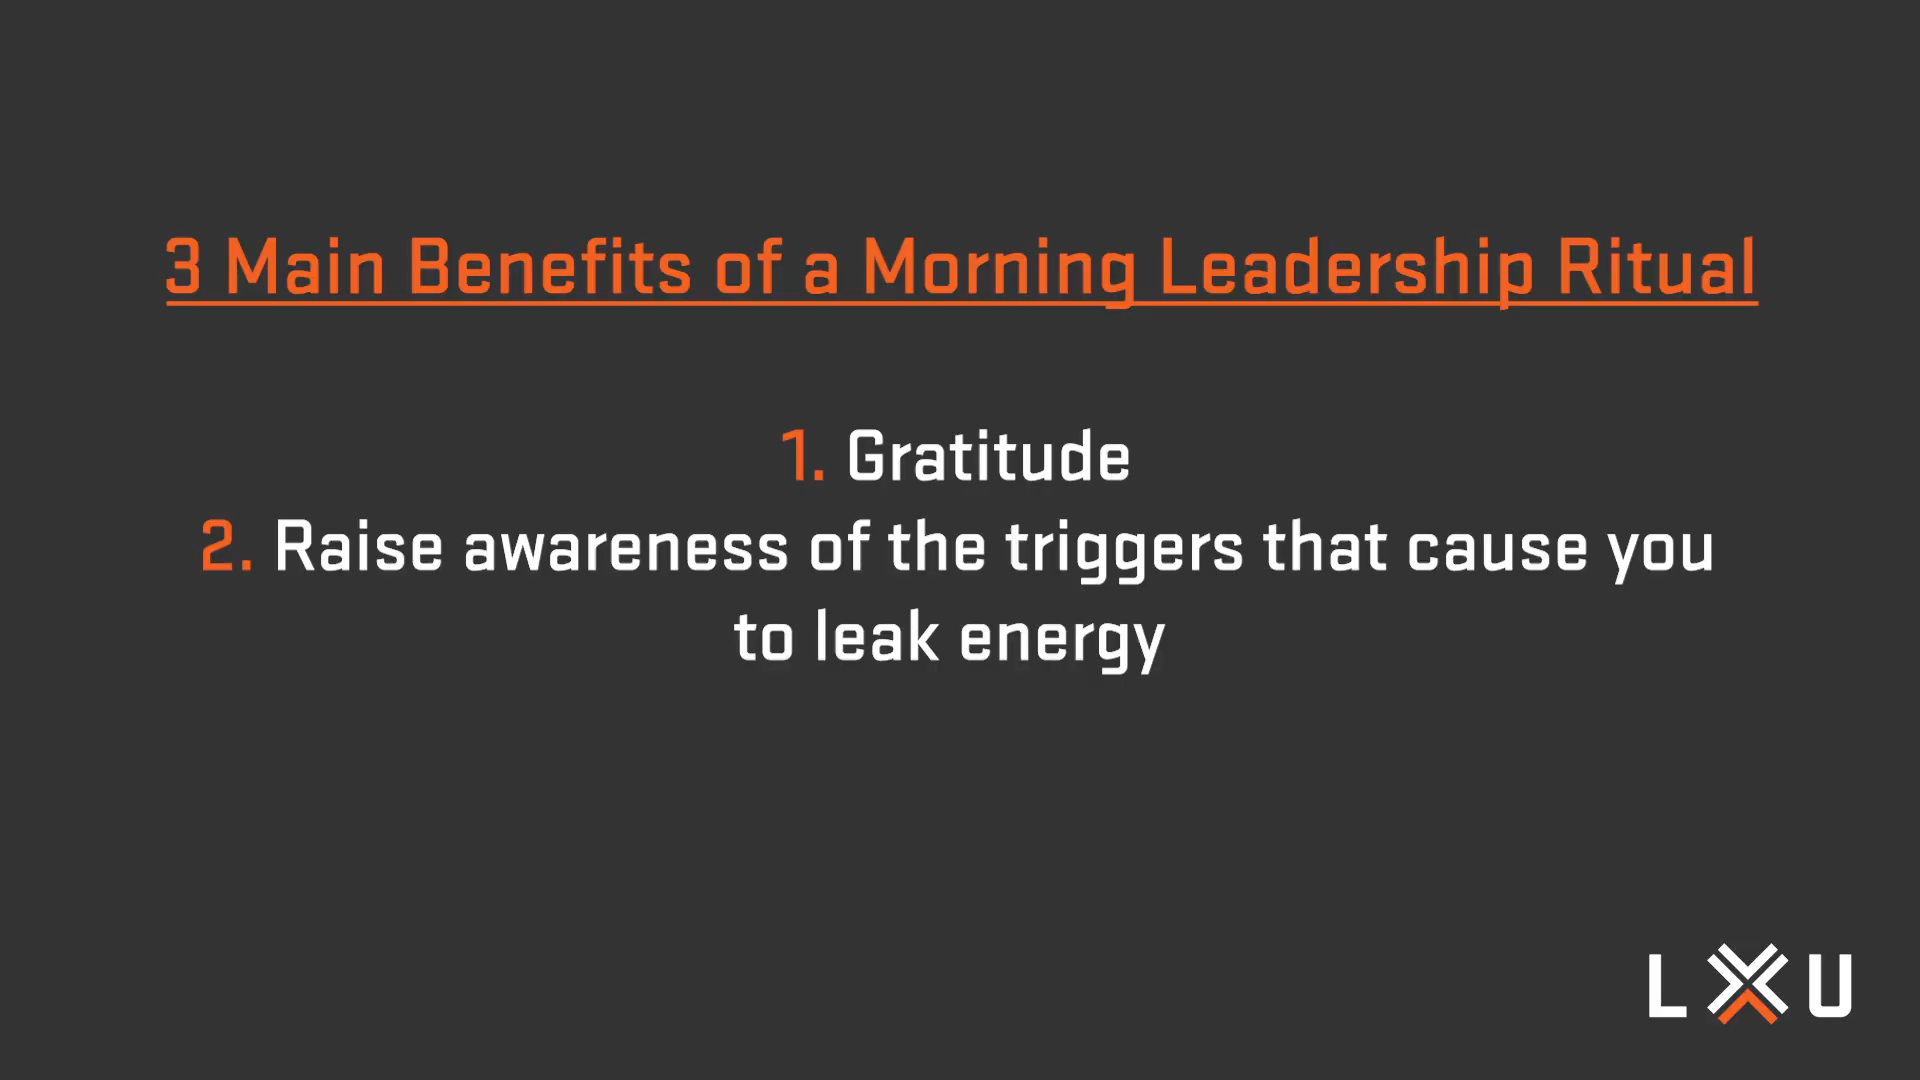 3 Main Benefits of a Morning Leadership Ritual
1. Gratitude
2. Raise awareness of the triggers that cause you
to leak energy
LXU